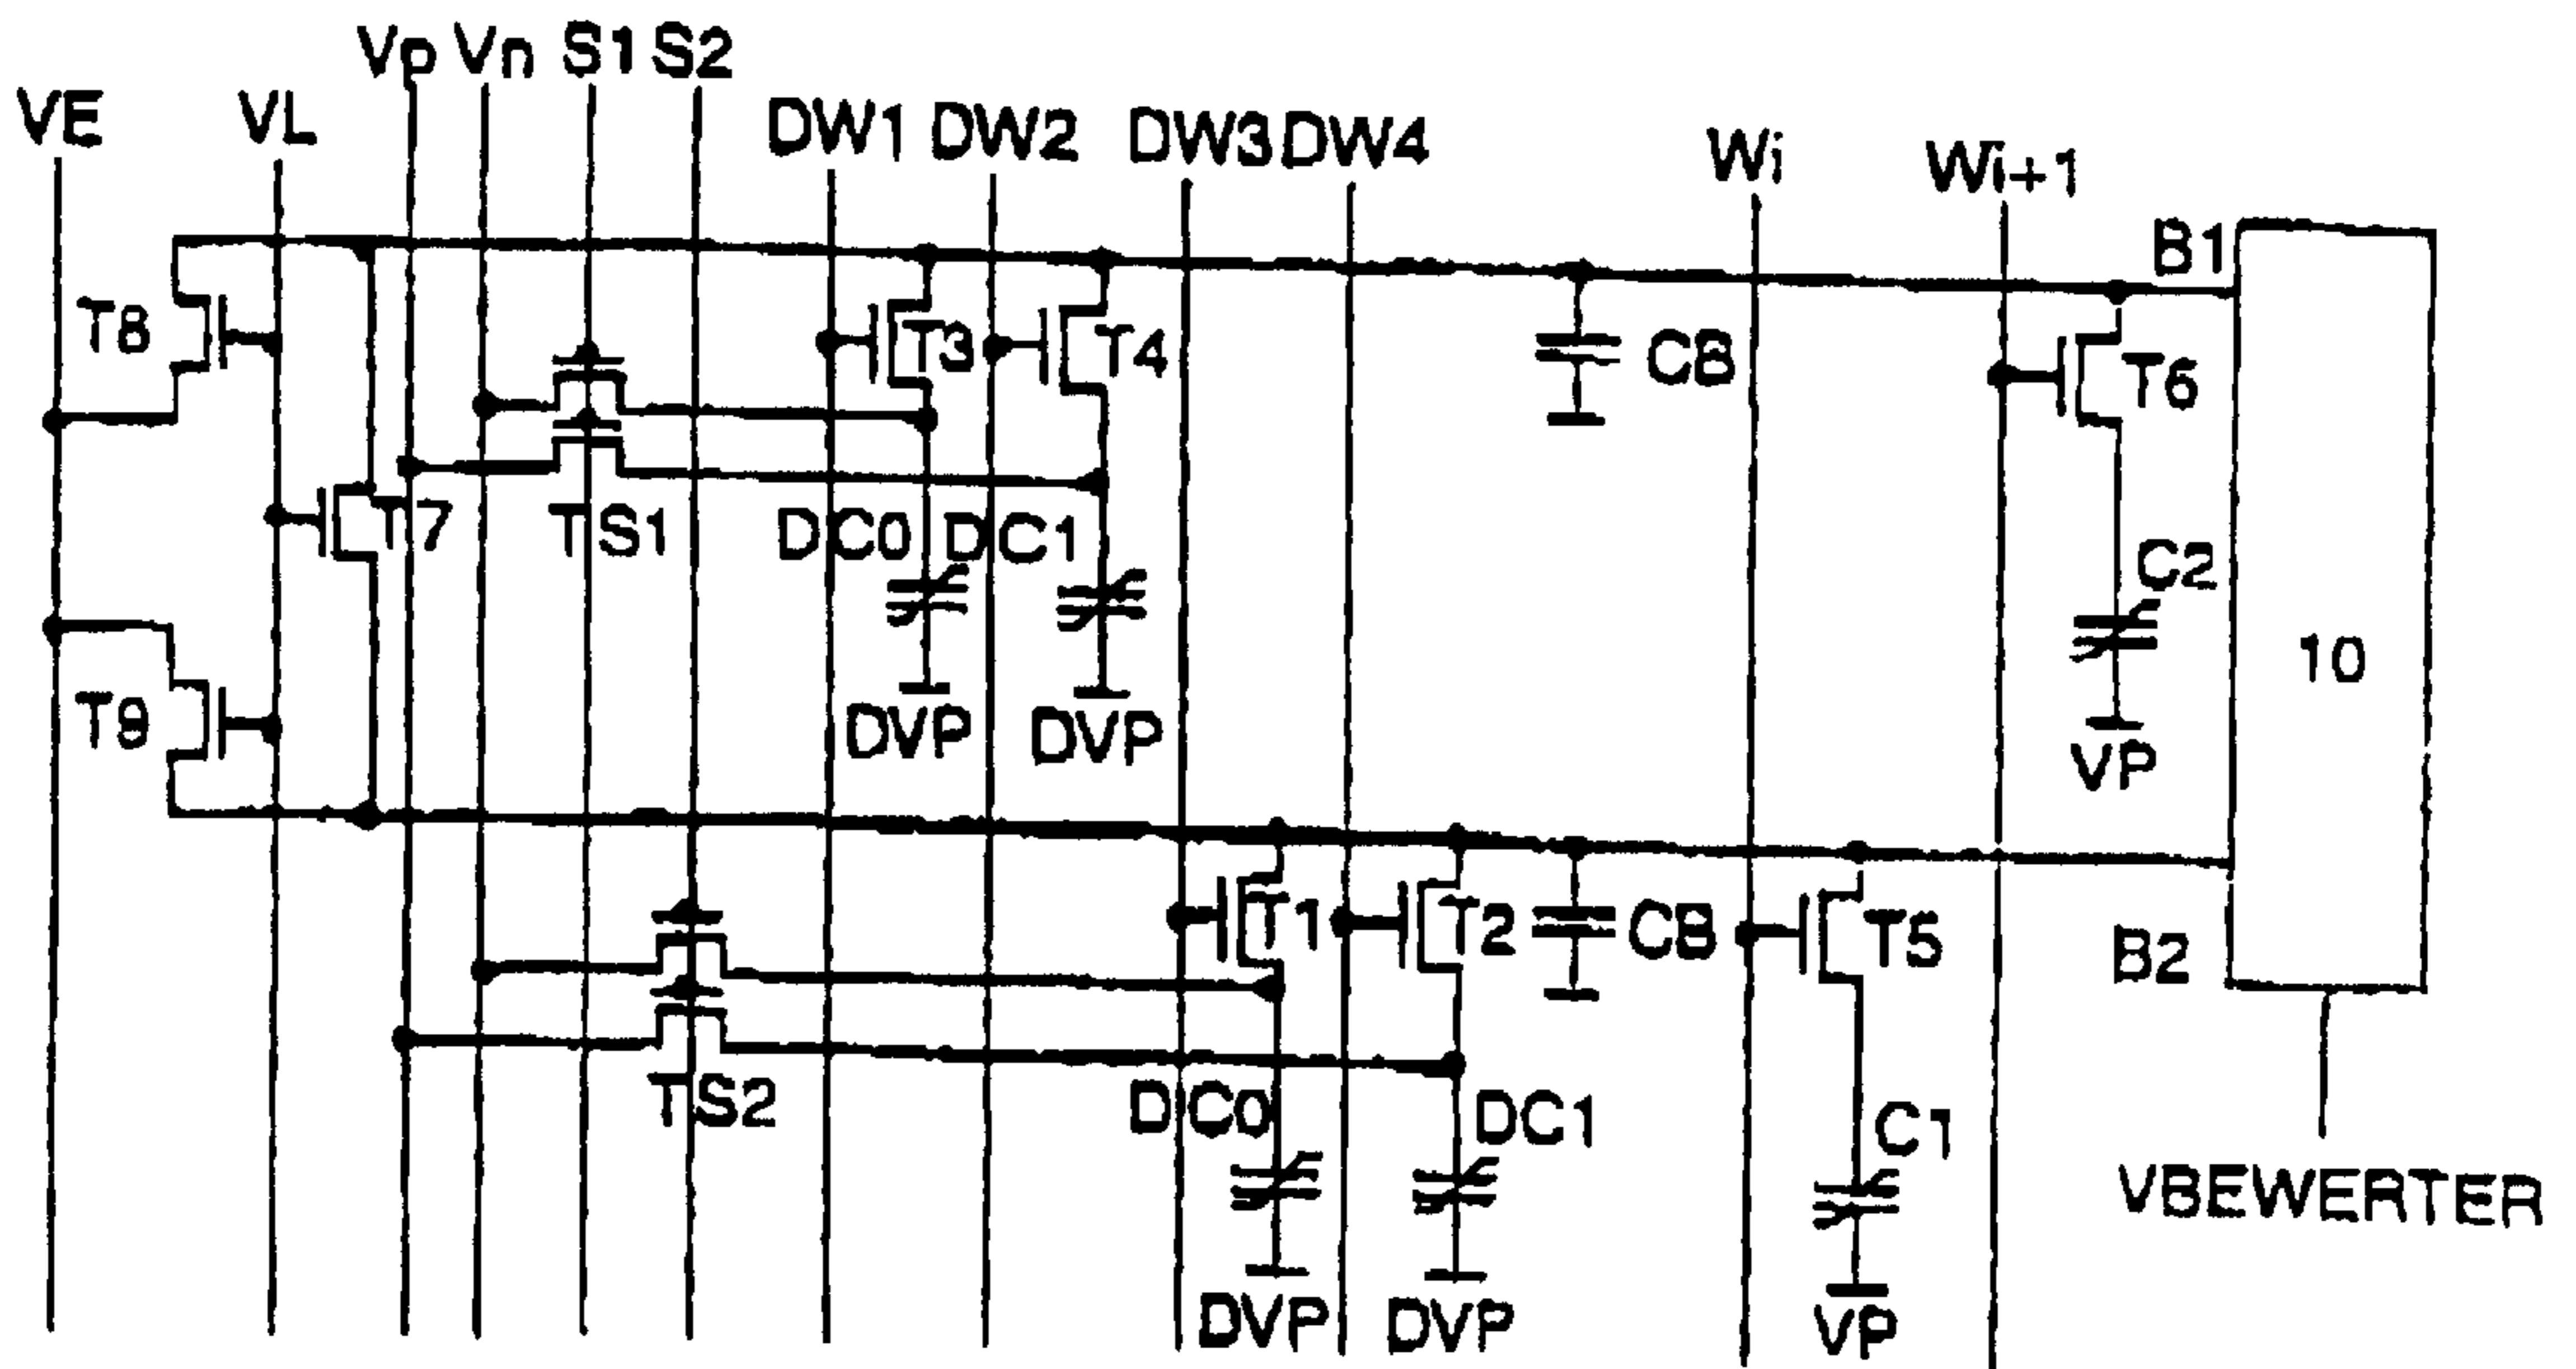 Vp Vn S1 S2
VE VL DW1 DW2 DW3 DW4 Wi Wi+1
B1
T8 T3 T4 CB T6
T7 TS1 DC0 DC1 C2
10
T9 DVP DVP VP
T1 T2 CB T5 B2
TS2 DC0 DC1 C1
VBEWERTER
DVP DVP VP